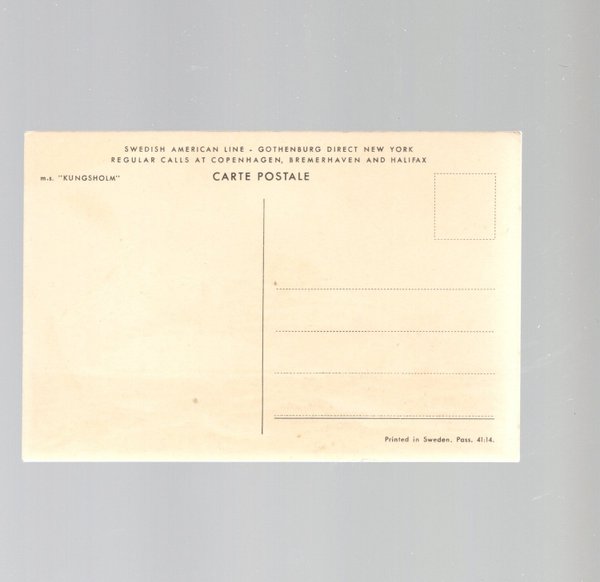 SWEDISH AMERICAN LINE - GOTHENBURG DIRECT NEW YORK
REGULAR CALLS AT COPENHAGEN, BREMERHAVEN AND HALIFAX
m.s. "KUNGSHOLM"
CARTE POSTALE
Printed in Sweden, Pass. 41:14.